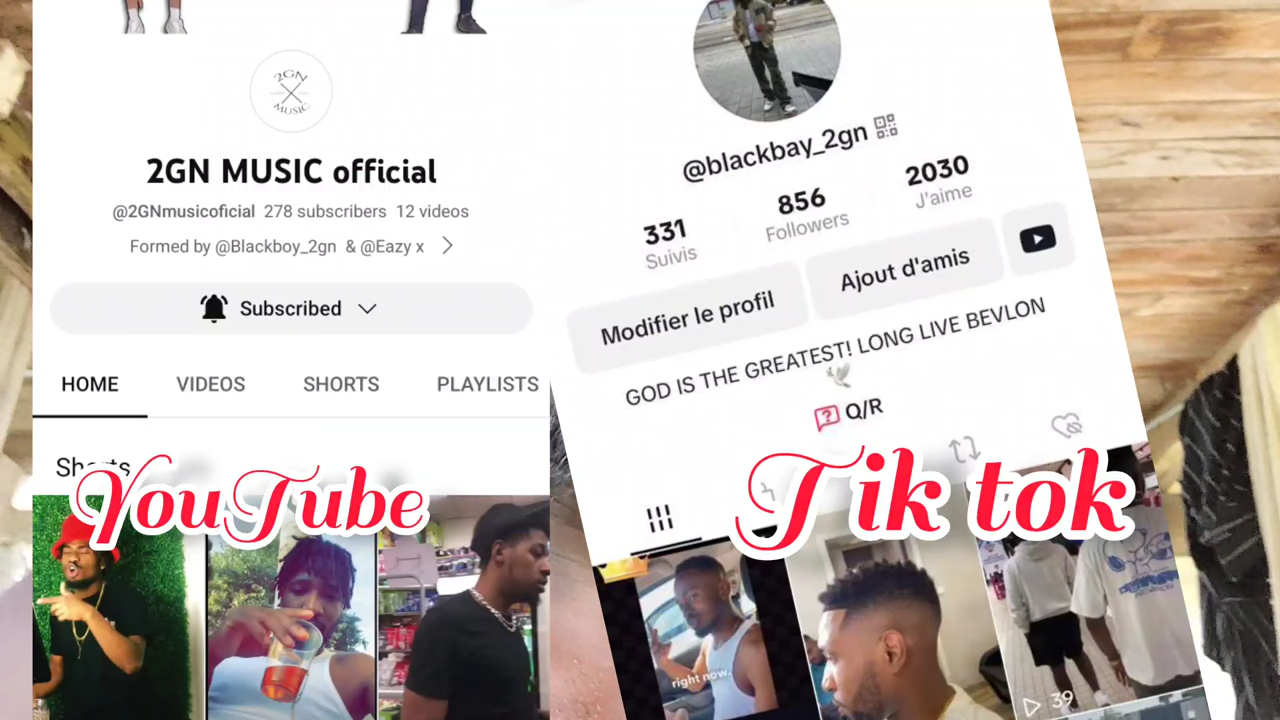 2GN
MUSIC
2GN MUSIC official
@2GNmusicoficial 278 subscribers 12 videos
Formed by @Blackboy_2gn & @Eazy x
Subscribed
HOME VIDEOS SHORTS PLAYLISTS
Shorts
YouTube
@blackbay_2gn
331 856 2030
Suivis Followers J'aime
Modifier le profil Ajout d'amis
GOD IS THE GREATEST! LONG LIVE BEVLON
🕊
Q/R
Tik tok
right now.
39